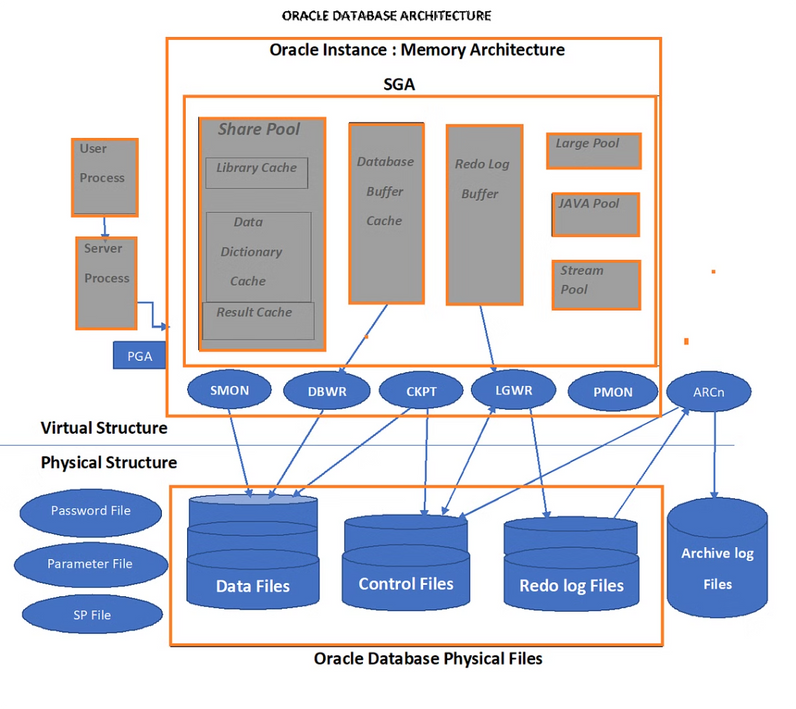 ORACLE DATABASE ARCHITECTURE
Oracle Instance : Memory Architecture
SGA
User
Process
Server
Process
PGA
Share Pool
Library Cache
Data
Dictionary
Cache
Result Cache
Database
Buffer
Cache
Redo Log
Buffer
Large Pool
JAVA Pool
Stream
Pool
SMON
DBWR
CKPT
LGWR
PMON
ARCn
Virtual Structure
Physical Structure
Password File
Parameter File
SP File
Data Files
Control Files
Redo log Files
Archive log
Files
Oracle Database Physical Files